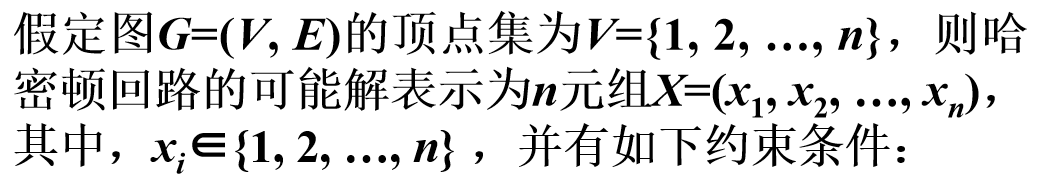 假定图G=(V, E)的顶点集为V={1, 2, …, n}，则哈
密顿回路的可能解表示为n元组X=(x₁, x₂, …, xₙ)，
其中，xᵢ∈{1, 2, …, n}，并有如下约束条件：